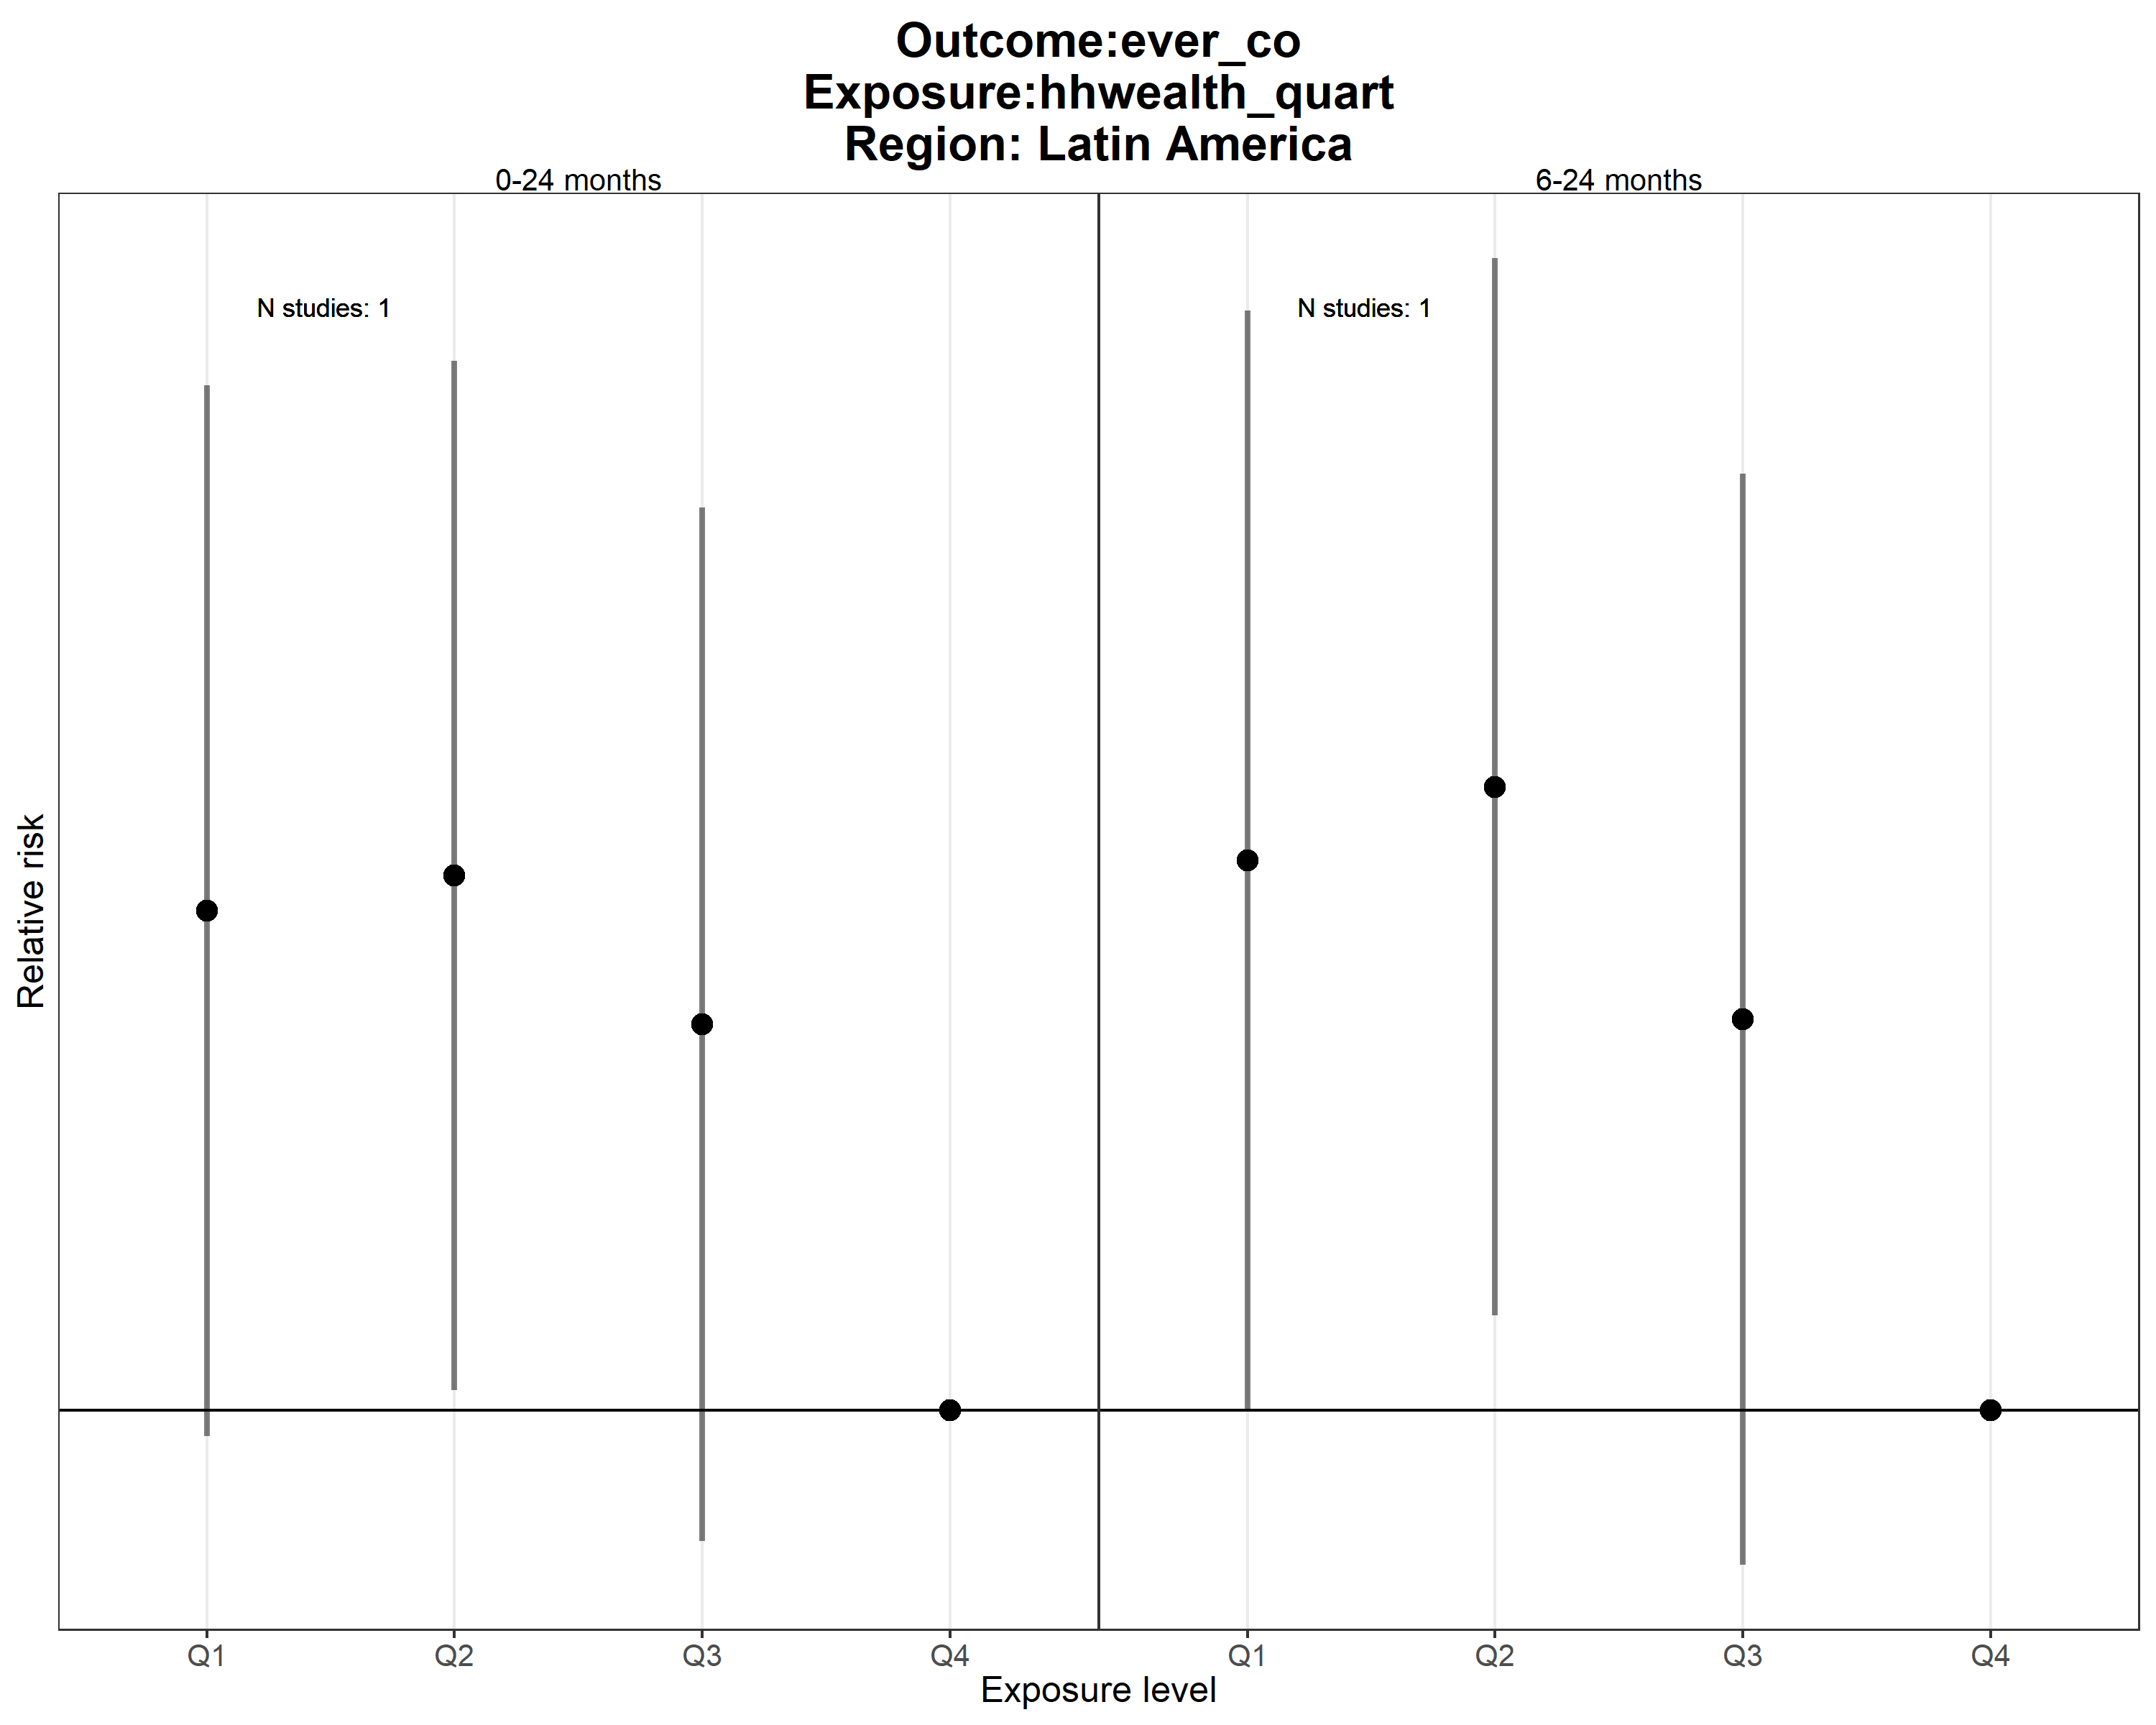 Outcome:ever_co
Exposure:hhwealth_quart
Region: Latin America
0-24 months
6-24 months
N studies: 1
N studies: 1
Relative risk
Q1
Q2
Q3
Q4
Q1
Q2
Q3
Q4
Exposure level